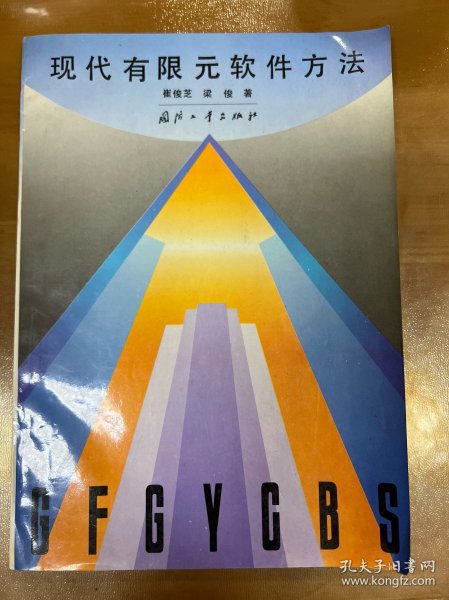 现代有限元软件方法
崔俊芝 梁俊 著
国防工业出版社
GFGYCBS
孔夫子旧书网
www.kongfz.com